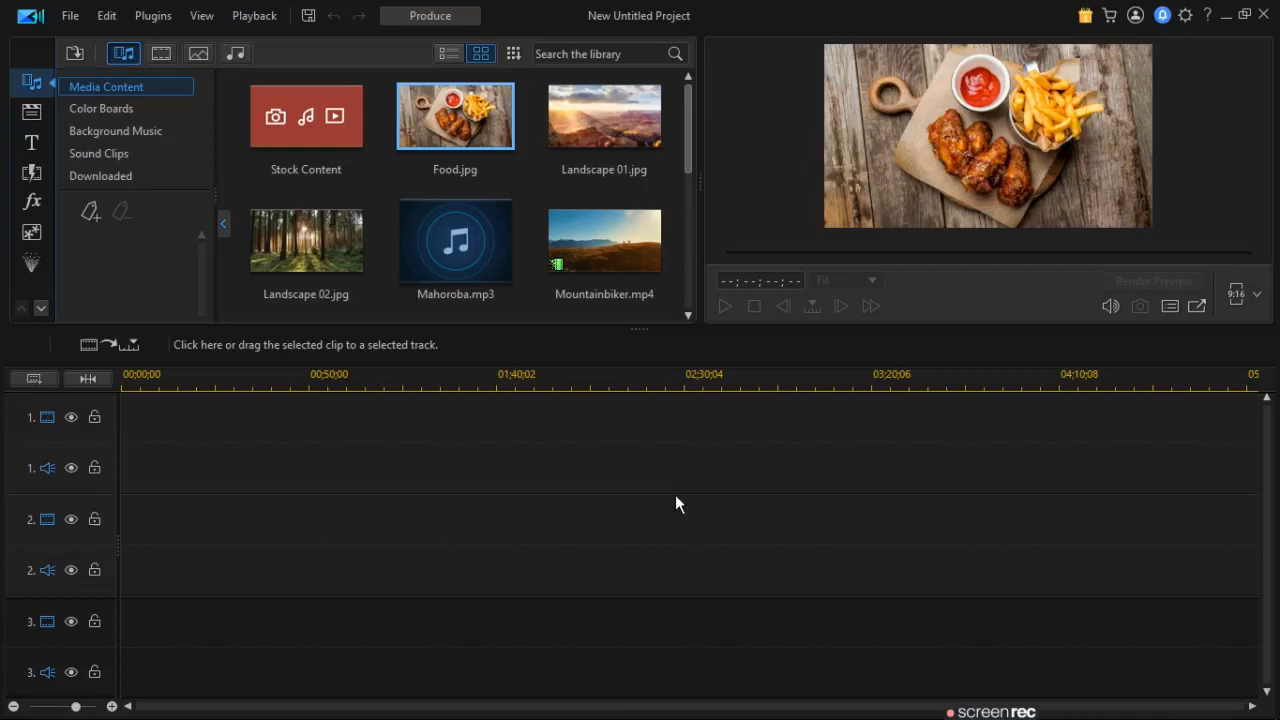 File Edit Plugins View Playback Produce New Untitled Project
Search the library
Media Content
Color Boards
Background Music
Sound Clips
Downloaded
Stock Content Food.jpg Landscape 01.jpg
Landscape 02.jpg Mahoroba.mp3 Mountainbiker.mp4
--;--;--;-- Fit Render Preview
9:16
Click here or drag the selected clip to a selected track.
00;00;00 00;50;00 01;40;02 02;30;04 03;20;06 04;10;08 05
1.
1.
2.
2.
3.
3.
screenrec